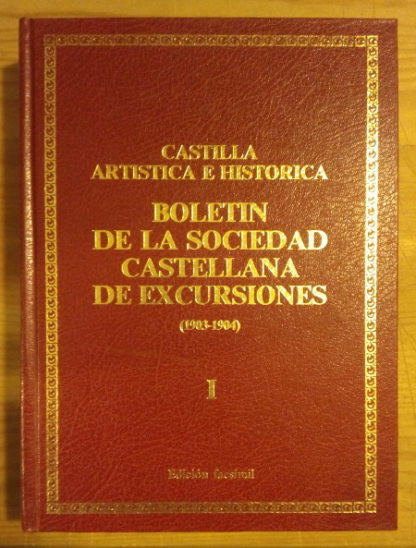 CASTILLA
ARTISTICA E HISTORICA
BOLETIN
DE LA SOCIEDAD
CASTELLANA
DE EXCURSIONES
(1903-1904)
I
Edición facsímil